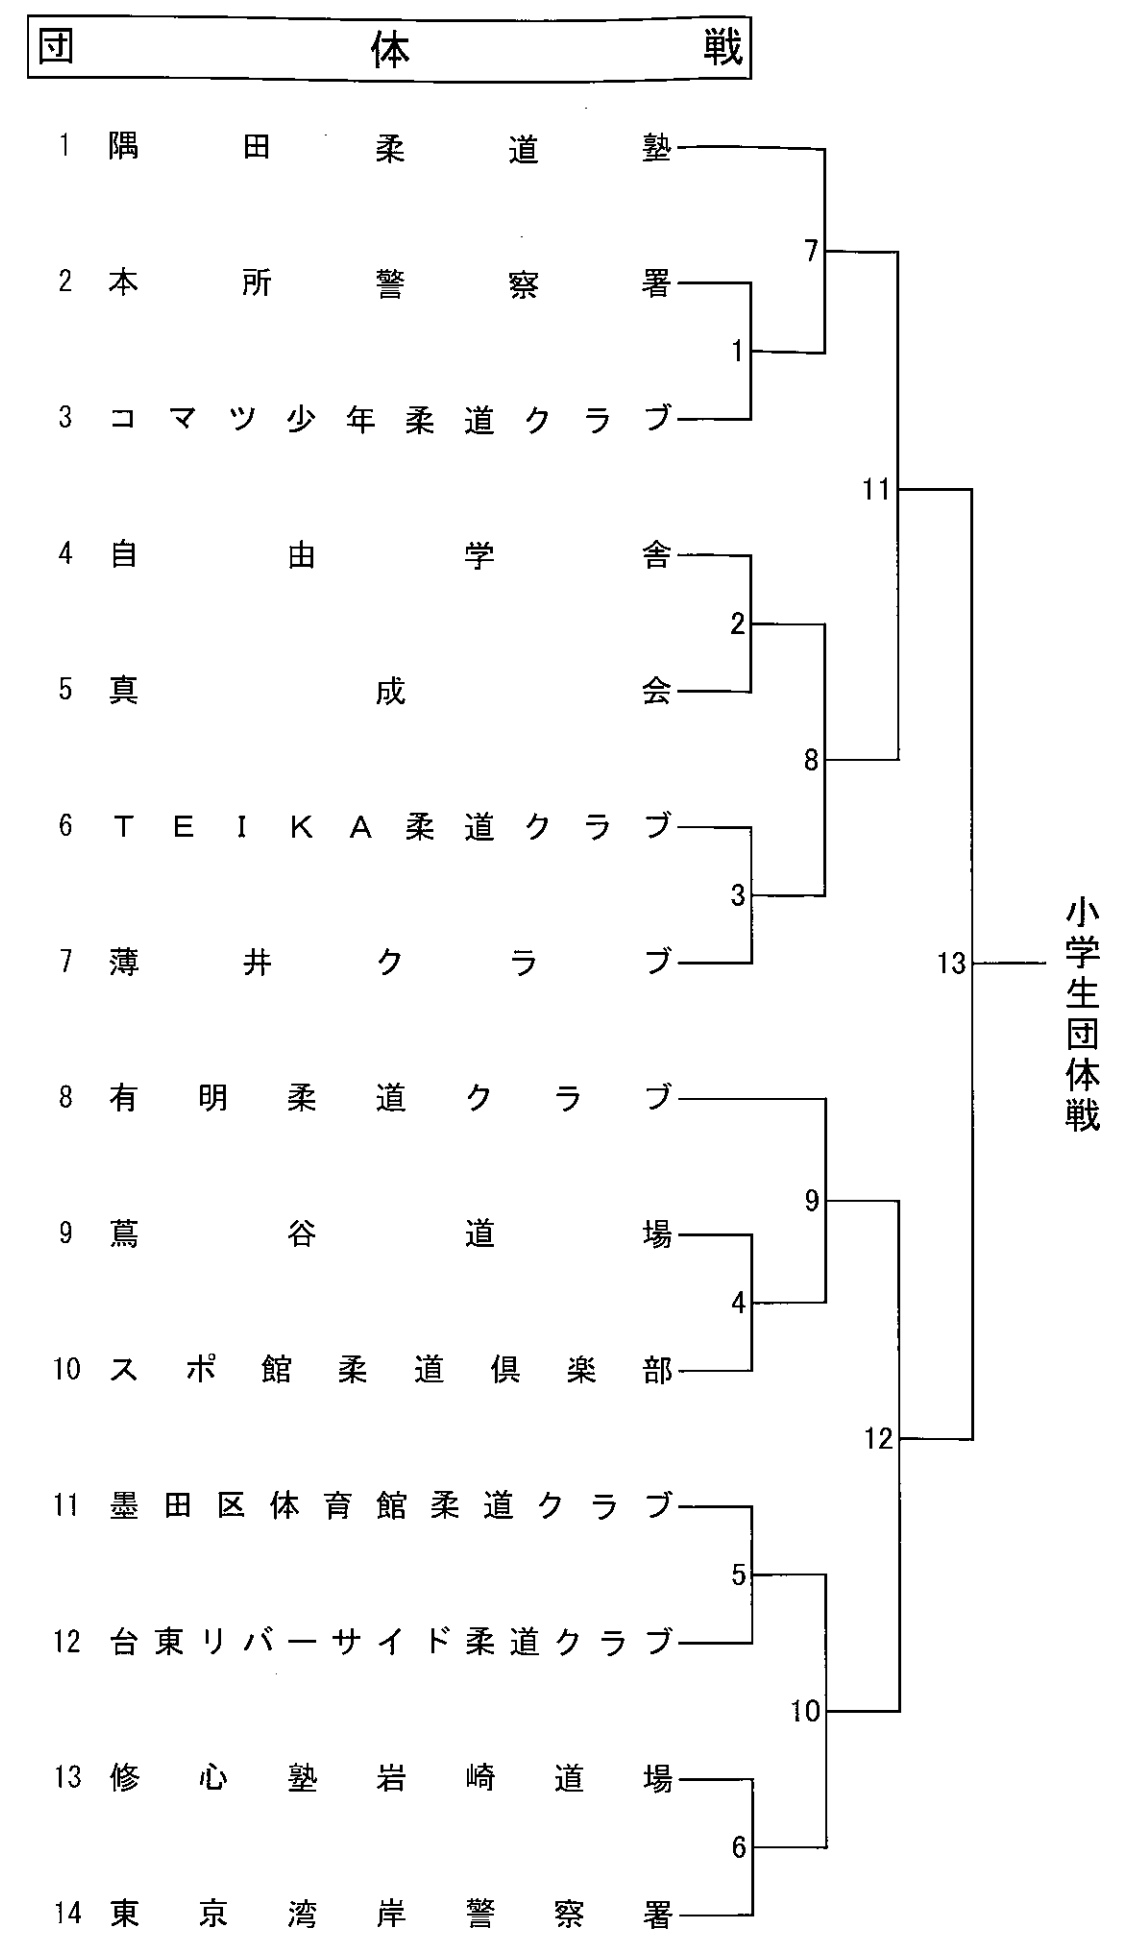 団体戦
1 隅田柔道塾
7
2 本所警察署
1
3 コマツ少年柔道クラブ
11
4 自由学舎
2
5 真成会
8
6 TEIKA柔道クラブ
3
7 薄井クラブ
13
小学生団体戦
8 有明柔道クラブ
9
9 蔦谷道場
4
10 スポ館柔道倶楽部
12
11 墨田区体育館柔道クラブ
5
12 台東リバーサイド柔道クラブ
10
13 修心塾岩崎道場
6
14 東京湾岸警察署